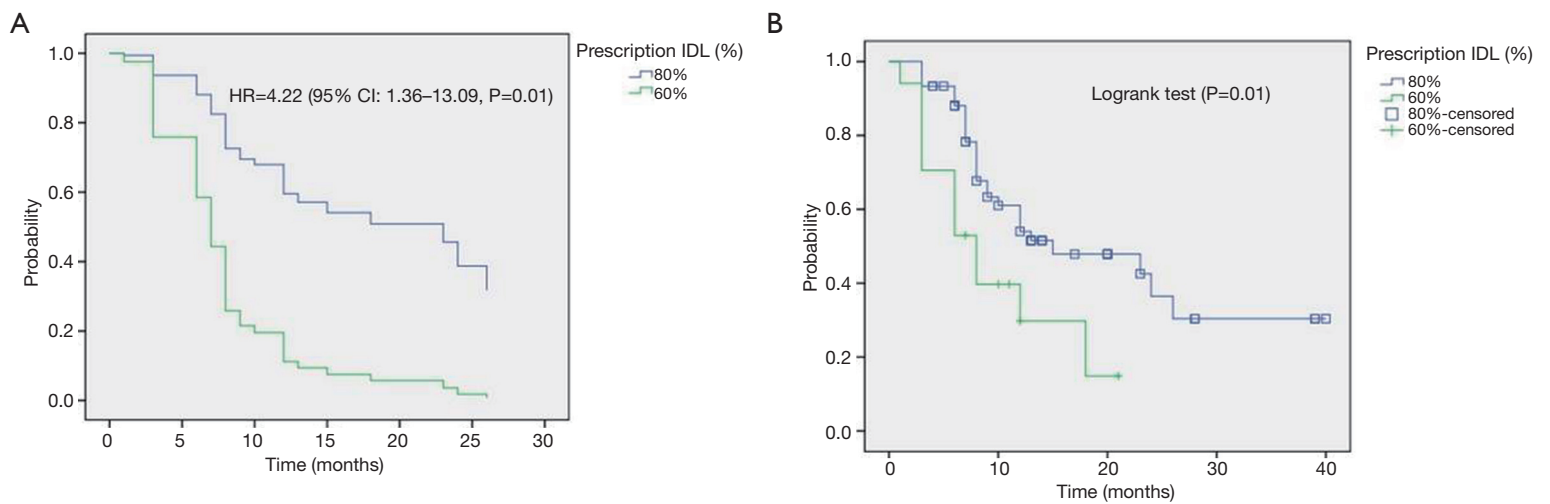 A
Prescription IDL (%)
80%
60%
HR=4.22 (95% CI: 1.36–13.09, P=0.01)
Probability
1.0
0.8
0.6
0.4
0.2
0.0
0 5 10 15 20 25 30
Time (months)
B
Prescription IDL (%)
80%
60%
80%-censored
60%-censored
Logrank test (P=0.01)
Probability
1.0
0.8
0.6
0.4
0.2
0.0
0 10 20 30 40
Time (months)